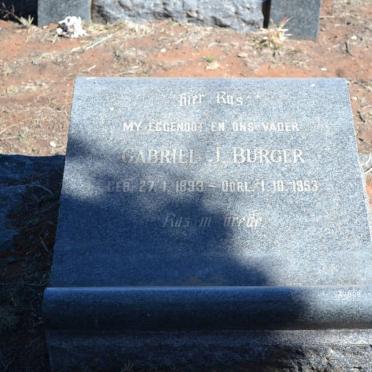 Hier Rus
MY EGGENOOT EN ONS VADER
GABRIEL J. BURGER
GEB. 27.1.1893 - OORL. 1.10.1953
Rus in vrede